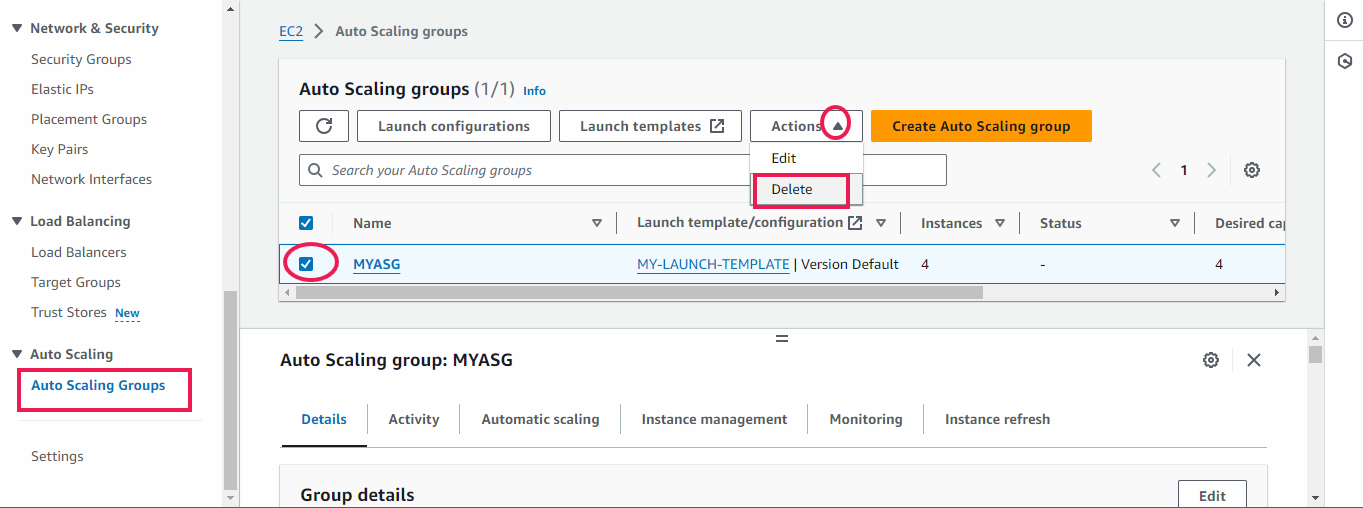 Network & Security
Security Groups
Elastic IPs
Placement Groups
Key Pairs
Network Interfaces
Load Balancing
Load Balancers
Target Groups
Trust Stores New
Auto Scaling
Auto Scaling Groups
Settings
EC2 Auto Scaling groups
Auto Scaling groups (1/1) Info
Launch configurations Launch templates Actions Create Auto Scaling group
Edit
Search your Auto Scaling groups 1
Delete
Name Launch template/configuration Instances Status Desired cap
MYASG MY-LAUNCH-TEMPLATE | Version Default 4 - 4
Auto Scaling group: MYASG
Details Activity Automatic scaling Instance management Monitoring Instance refresh
Group details Edit